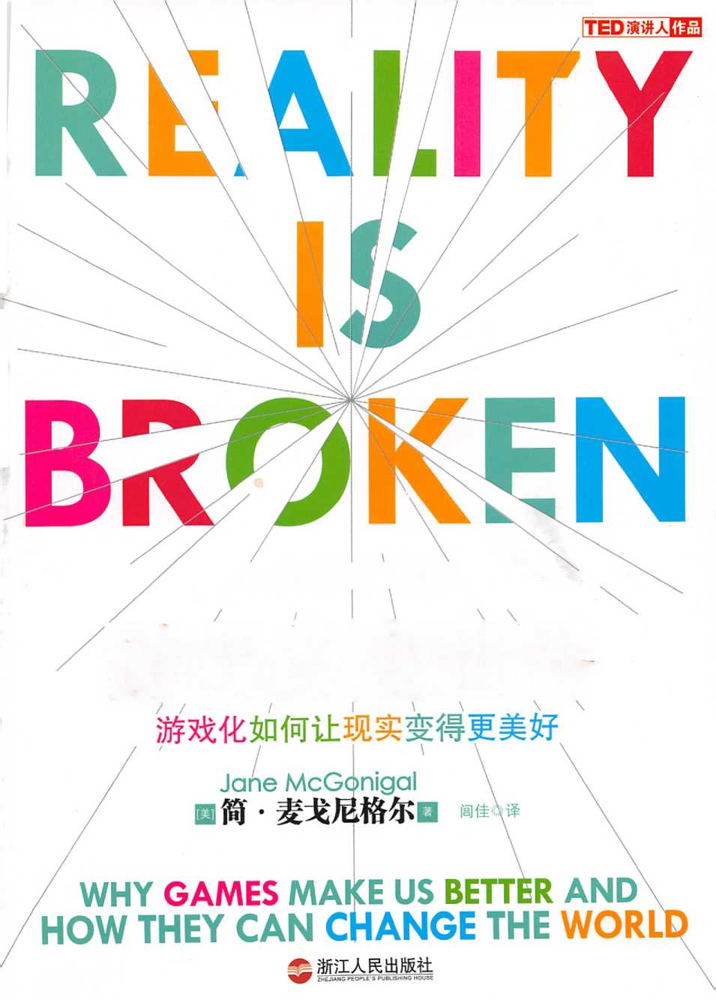 TED演讲人作品
REALITY
IS
BROKEN
游戏化如何让现实变得更美好
Jane McGonigal
[美] 简·麦戈尼格尔 著 闾佳◎译
WHY GAMES MAKE US BETTER AND
HOW THEY CAN CHANGE THE WORLD
浙江人民出版社
ZHEJIANG PEOPLE'S PUBLISHING HOUSE